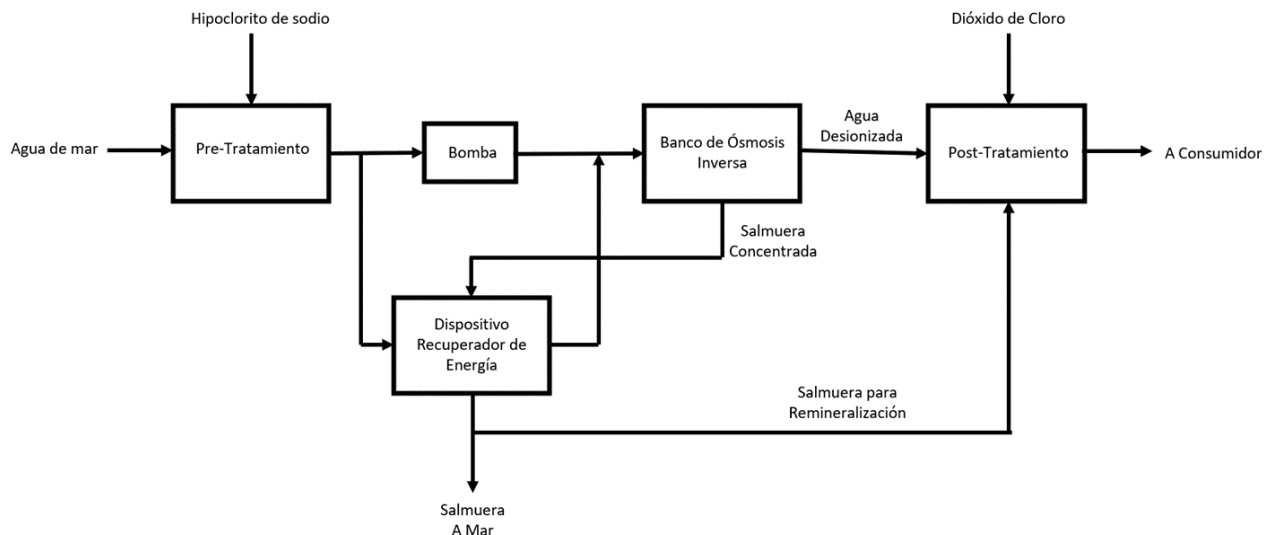 Hipoclorito de sodio
Dióxido de Cloro
Agua de mar
Pre-Tratamiento
Bomba
Banco de Ósmosis
Inversa
Agua
Desionizada
Post-Tratamiento
A Consumidor
Salmuera
Concentrada
Dispositivo
Recuperador de
Energía
Salmuera para
Remineralización
Salmuera
A Mar